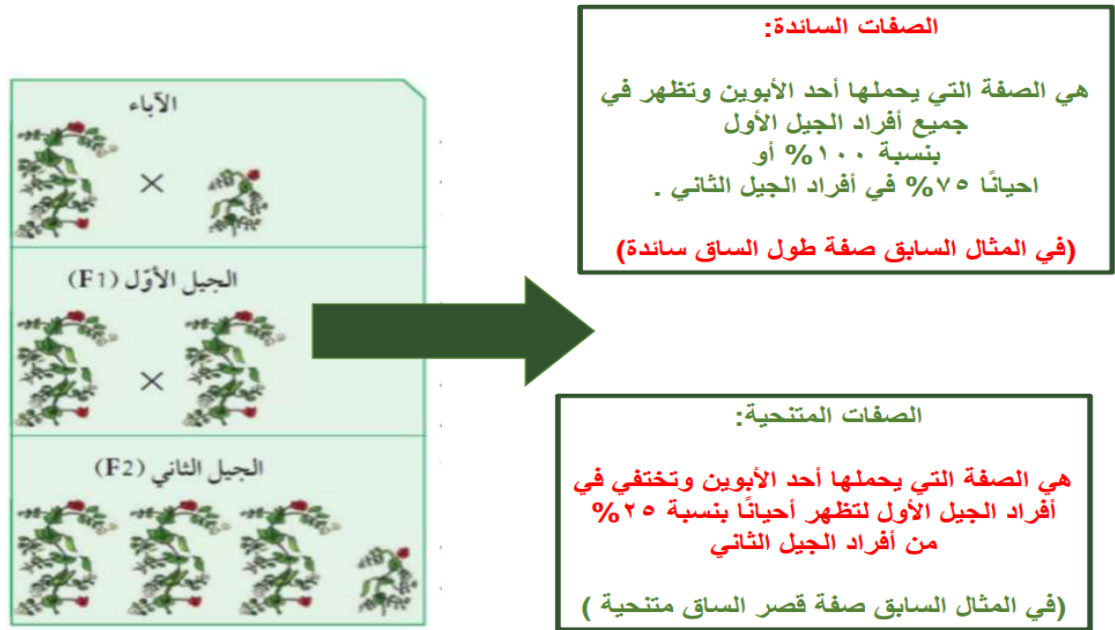 الصفات السائدة:
هي الصفة التي يحملها أحد الأبوين وتظهر في
جميع أفراد الجيل الأول
بنسبة ١٠٠% أو
احيانًا ٧٥% في أفراد الجيل الثاني .
(في المثال السابق صفة طول الساق سائدة)
الآباء
×
الجيل الأوّل (F1)
×
الجيل الثاني (F2)
الصفات المتنحية:
هي الصفة التي يحملها أحد الأبوين وتختفي في
أفراد الجيل الأول لتظهر أحيانًا بنسبة ٢٥%
من أفراد الجيل الثاني
(في المثال السابق صفة قصر الساق متنحية )